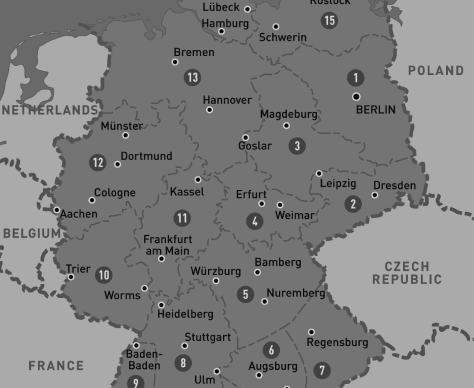 Rostock
Lübeck
15
Hamburg
Schwerin
Bremen
POLAND
13
1
NETHERLANDS
Hannover
BERLIN
Magdeburg
Münster
Goslar
3
12
Dortmund
Leipzig
Dresden
Cologne
Kassel
Erfurt
2
Aachen
11
4
Weimar
BELGIUM
Frankfurt
am Main
Bamberg
CZECH
REPUBLIC
Trier
10
Würzburg
Worms
5
Nuremberg
Heidelberg
Stuttgart
Regensburg
Baden-
Baden
6
FRANCE
8
Augsburg
7
Ulm
9